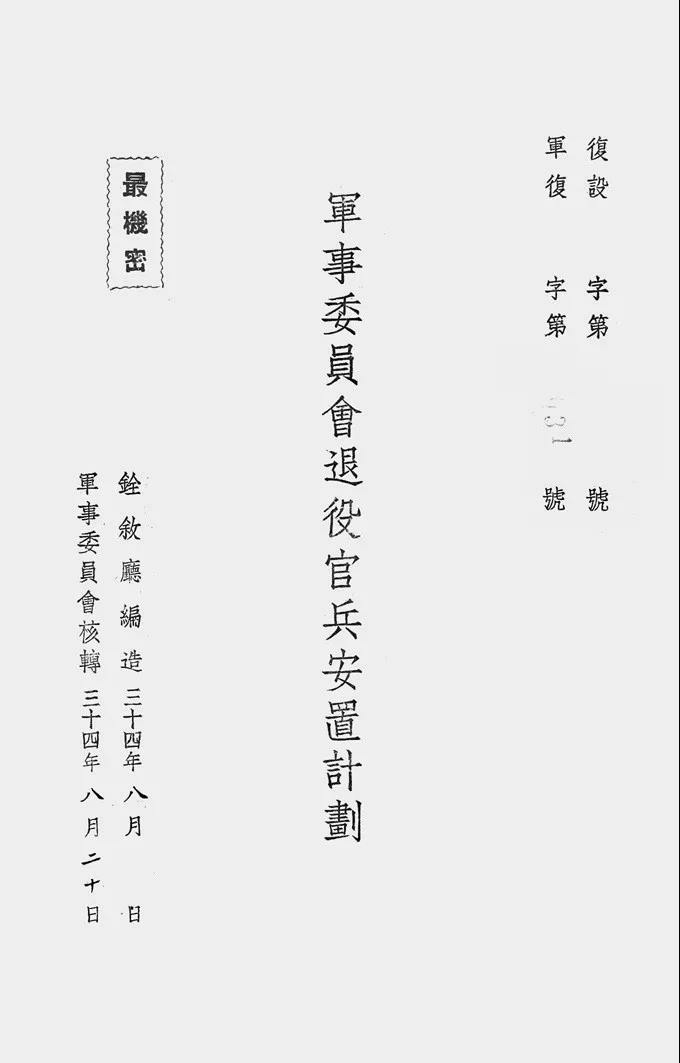 復設 字第 號
軍復 字第 31 號
軍事委員會退役官兵安置計劃
最機密
銓敘廳編造三十四年八月 日
軍事委員會核轉三十四年八月二十日